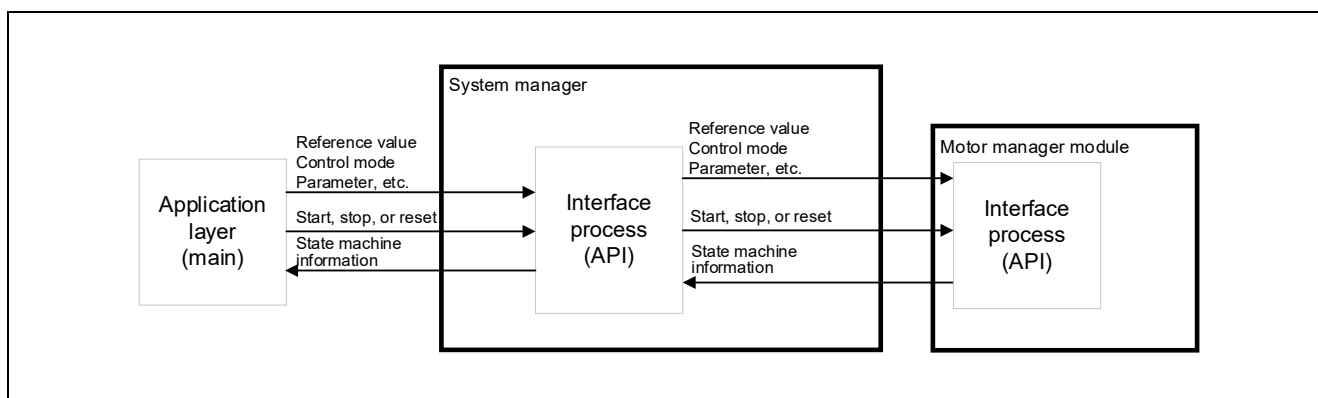 System manager
Reference value
Control mode
Parameter, etc.
Start, stop, or reset
State machine
information
Application
layer
(main)
Interface
process
(API)
Reference value
Control mode
Parameter, etc.
Start, stop, or reset
State machine
information
Motor manager module
Interface
process
(API)